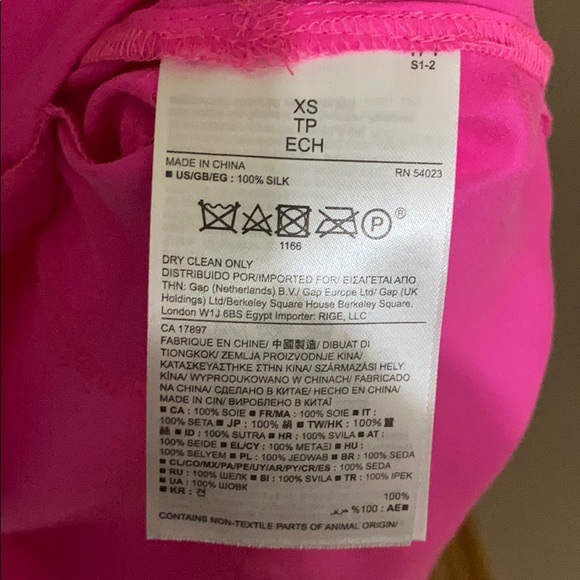 S1-2
XS
TP
ECH
MADE IN CHINA RN 54023
■ US/GB/EG : 100% SILK
P ®
1166
DRY CLEAN ONLY
DISTRIBUIDO POR/IMPORTED FOR/ ΕΙΣΑΓΕΤΑΙ ΑΠΟ
ΤΗΝ: Gap (Netherlands) B.V./ Gap Europe Ltd/ Gap (UK
Holdings) Ltd/Berkeley Square House Berkeley Square,
London W1J 6BS Egypt Importer: RIGE, LLC
CA 17897
FABRIQUE EN CHINE/ 中國製造/ DIBUAT DI
TIONGKOK/ ZEMLJA PROIZVODNJE KINA/
ΚΑΤΑΣΚΕΥΑΣΤΗΚΕ ΣΤΗΝ ΚΙΝΑ/ SZÁRMAZÁSI HELY:
KÍNA/ WYPRODUKOWANO W CHINACH/ FABRICADO
NA CHINA/ СДЕЛАНО В КИТАЕ/ HECHO EN CHINA/
MADE IN CIN/ ВИРОБЛЕНО В КИТАЇ
■ CA : 100% SOIE ■ FR/MA : 100% SOIE ■ IT :
100% SETA ■ JP : 100% 絹 ■ TW/HK : 100% 蠶
絲 ■ ID : 100% SUTRA ■ HR : 100% SVILA ■ AT :
100% SEIDE ■ EL/CY : 100% ΜΕΤΑΞΙ ■ HU :
100% SELYEM ■ PL : 100% JEDWAB ■ BR : 100% SEDA
■ CL/CO/MX/PA/PE/UY/AR/PY/CR/ES : 100% SEDA
■ RU : 100% ШЕЛК ■ SI : 100% SVILA ■ TR : 100% IPEK
■ UA : 100% ШОВК
■ KR : 견 100%
■AE : 100% حرير
CONTAINS NON-TEXTILE PARTS OF ANIMAL ORIGIN/